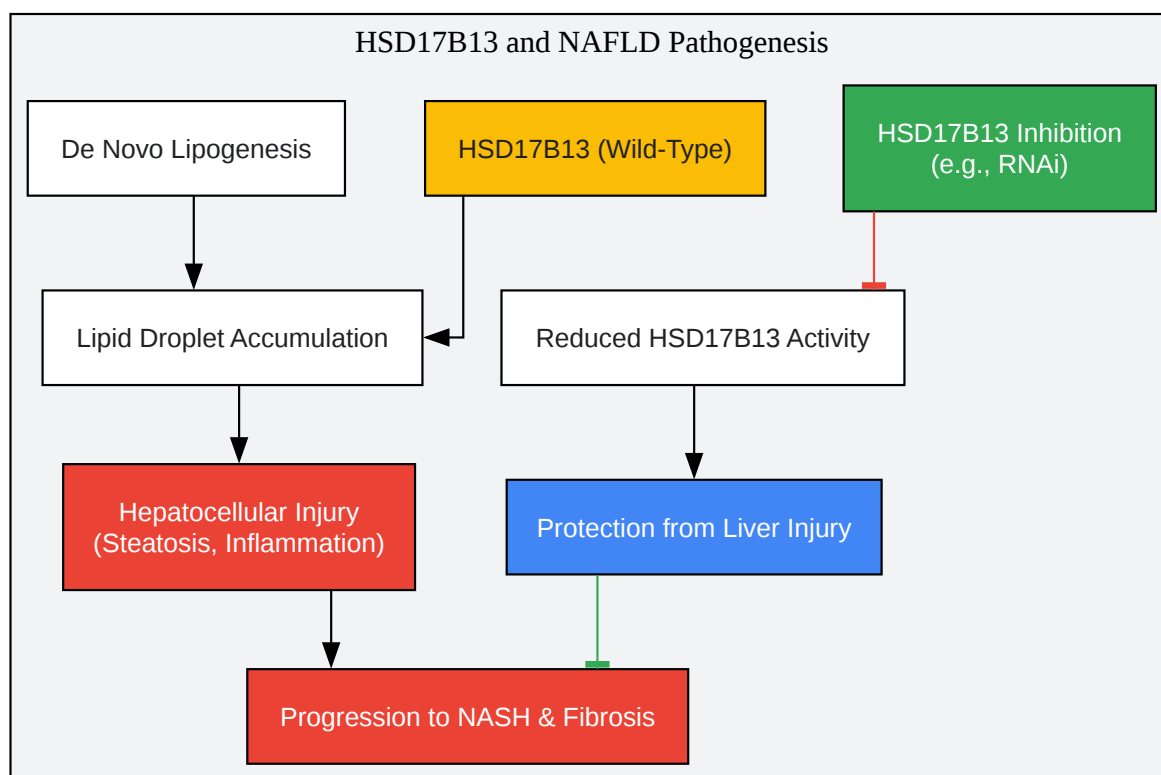 HSD17B13 and NAFLD Pathogenesis
De Novo Lipogenesis
HSD17B13 (Wild-Type)
HSD17B13 Inhibition
(e.g., RNAi)
Lipid Droplet Accumulation
Reduced HSD17B13 Activity
Hepatocellular Injury
(Steatosis, Inflammation)
Protection from Liver Injury
Progression to NASH & Fibrosis